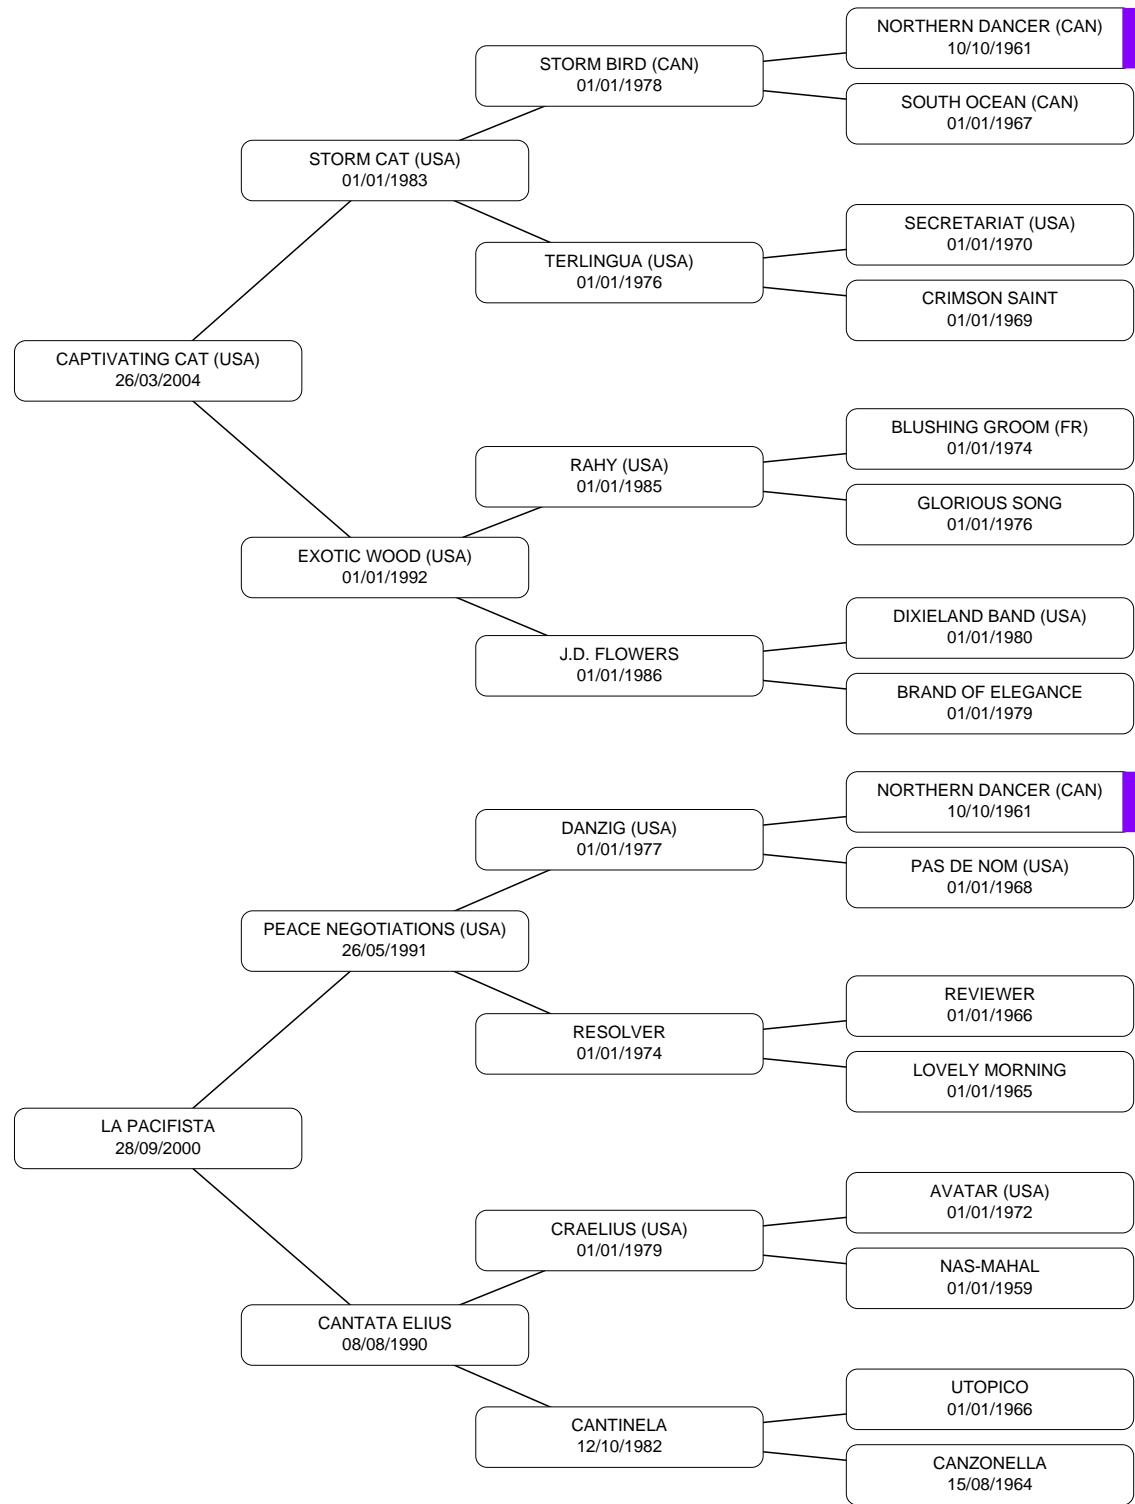 NORTHERN DANCER (CAN)
10/10/1961
STORM BIRD (CAN)
01/01/1978
SOUTH OCEAN (CAN)
01/01/1967
STORM CAT (USA)
01/01/1983
SECRETARIAT (USA)
01/01/1970
TERLINGUA (USA)
01/01/1976
CRIMSON SAINT
01/01/1969
CAPTIVATING CAT (USA)
26/03/2004
BLUSHING GROOM (FR)
01/01/1974
RAHY (USA)
01/01/1985
GLORIOUS SONG
01/01/1976
EXOTIC WOOD (USA)
01/01/1992
DIXIELAND BAND (USA)
01/01/1980
J.D. FLOWERS
01/01/1986
BRAND OF ELEGANCE
01/01/1979
NORTHERN DANCER (CAN)
10/10/1961
DANZIG (USA)
01/01/1977
PAS DE NOM (USA)
01/01/1968
PEACE NEGOTIATIONS (USA)
26/05/1991
REVIEWER
01/01/1966
RESOLVER
01/01/1974
LOVELY MORNING
01/01/1965
LA PACIFISTA
28/09/2000
AVATAR (USA)
01/01/1972
CRAELIUS (USA)
01/01/1979
NAS-MAHAL
01/01/1959
CANTATA ELIUS
08/08/1990
UTOPICO
01/01/1966
CANTINELA
12/10/1982
CANZONELLA
15/08/1964